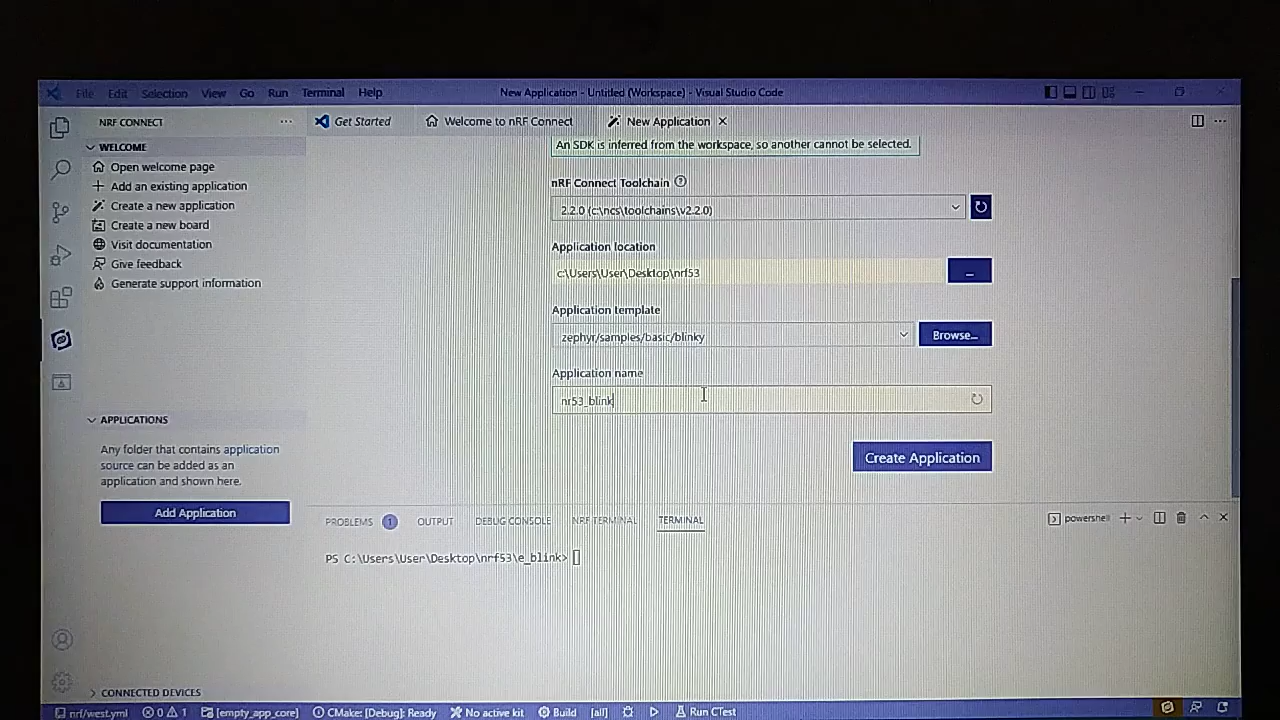 File Edit Selection View Go Run Terminal Help
New Application - Untitled (Workspace) - Visual Studio Code
NRF CONNECT
Get Started
Welcome to nRF Connect
New Application
WELCOME
Open welcome page
Add an existing application
Create a new application
Create a new board
Visit documentation
Give feedback
Generate support information
An SDK is inferred from the workspace, so another cannot be selected.
nRF Connect Toolchain
2.2.0 (c:\ncs\toolchains\v2.2.0)
Application location
c:\Users\User\Desktop\nrf53
...
Application template
zephyr/samples/basic/blinky
Browse...
Application name
nr53_blink
Create Application
APPLICATIONS
Any folder that contains application
source can be added as an
application and shown here.
Add Application
PROBLEMS 1 OUTPUT DEBUG CONSOLE NRF TERMINAL TERMINAL
powershell
PS C:\Users\User\Desktop\nrf53\e_blink>
CONNECTED DEVICES
nrf/west.yml 0 1 [empty_app_core] CMake: [Debug]: Ready No active kit Build [all] Run CTest